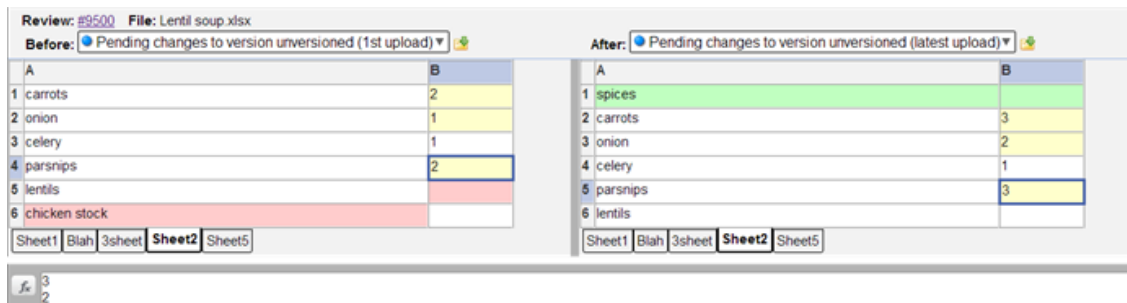 Review: #9500 File: Lentil soup.xlsx
Before: Pending changes to version unversioned (1st upload)
After: Pending changes to version unversioned (latest upload)
A B
1 carrots 2
2 onion 1
3 celery 1
4 parsnips 2
5 lentils
6 chicken stock
Sheet1 Blah 3sheet Sheet2 Sheet5
A B
1 spices
2 carrots 3
3 onion 2
4 celery 1
5 parsnips 3
6 lentils
Sheet1 Blah 3sheet Sheet2 Sheet5
fx 3
2